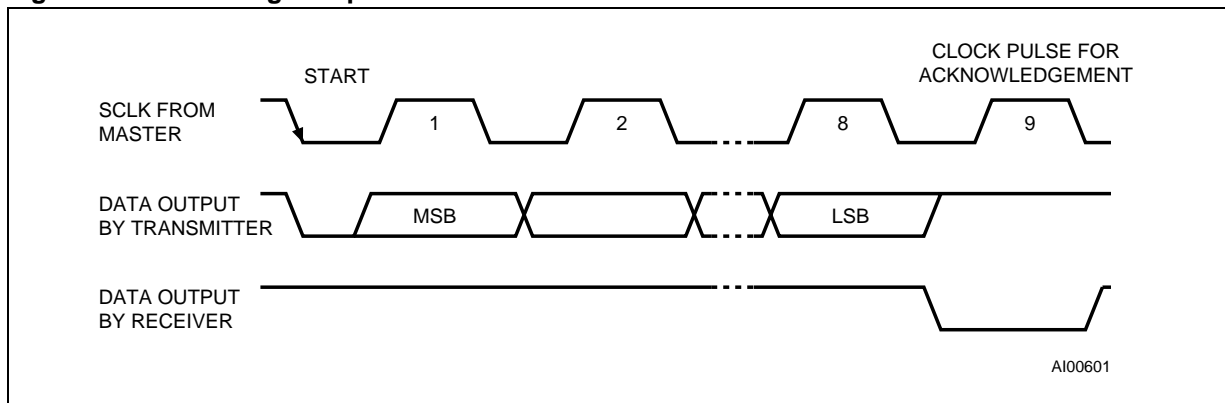 START
CLOCK PULSE FOR
ACKNOWLEDGEMENT
SCLK FROM
MASTER
1
2
8
9
DATA OUTPUT
BY TRANSMITTER
MSB
LSB
DATA OUTPUT
BY RECEIVER
AI00601